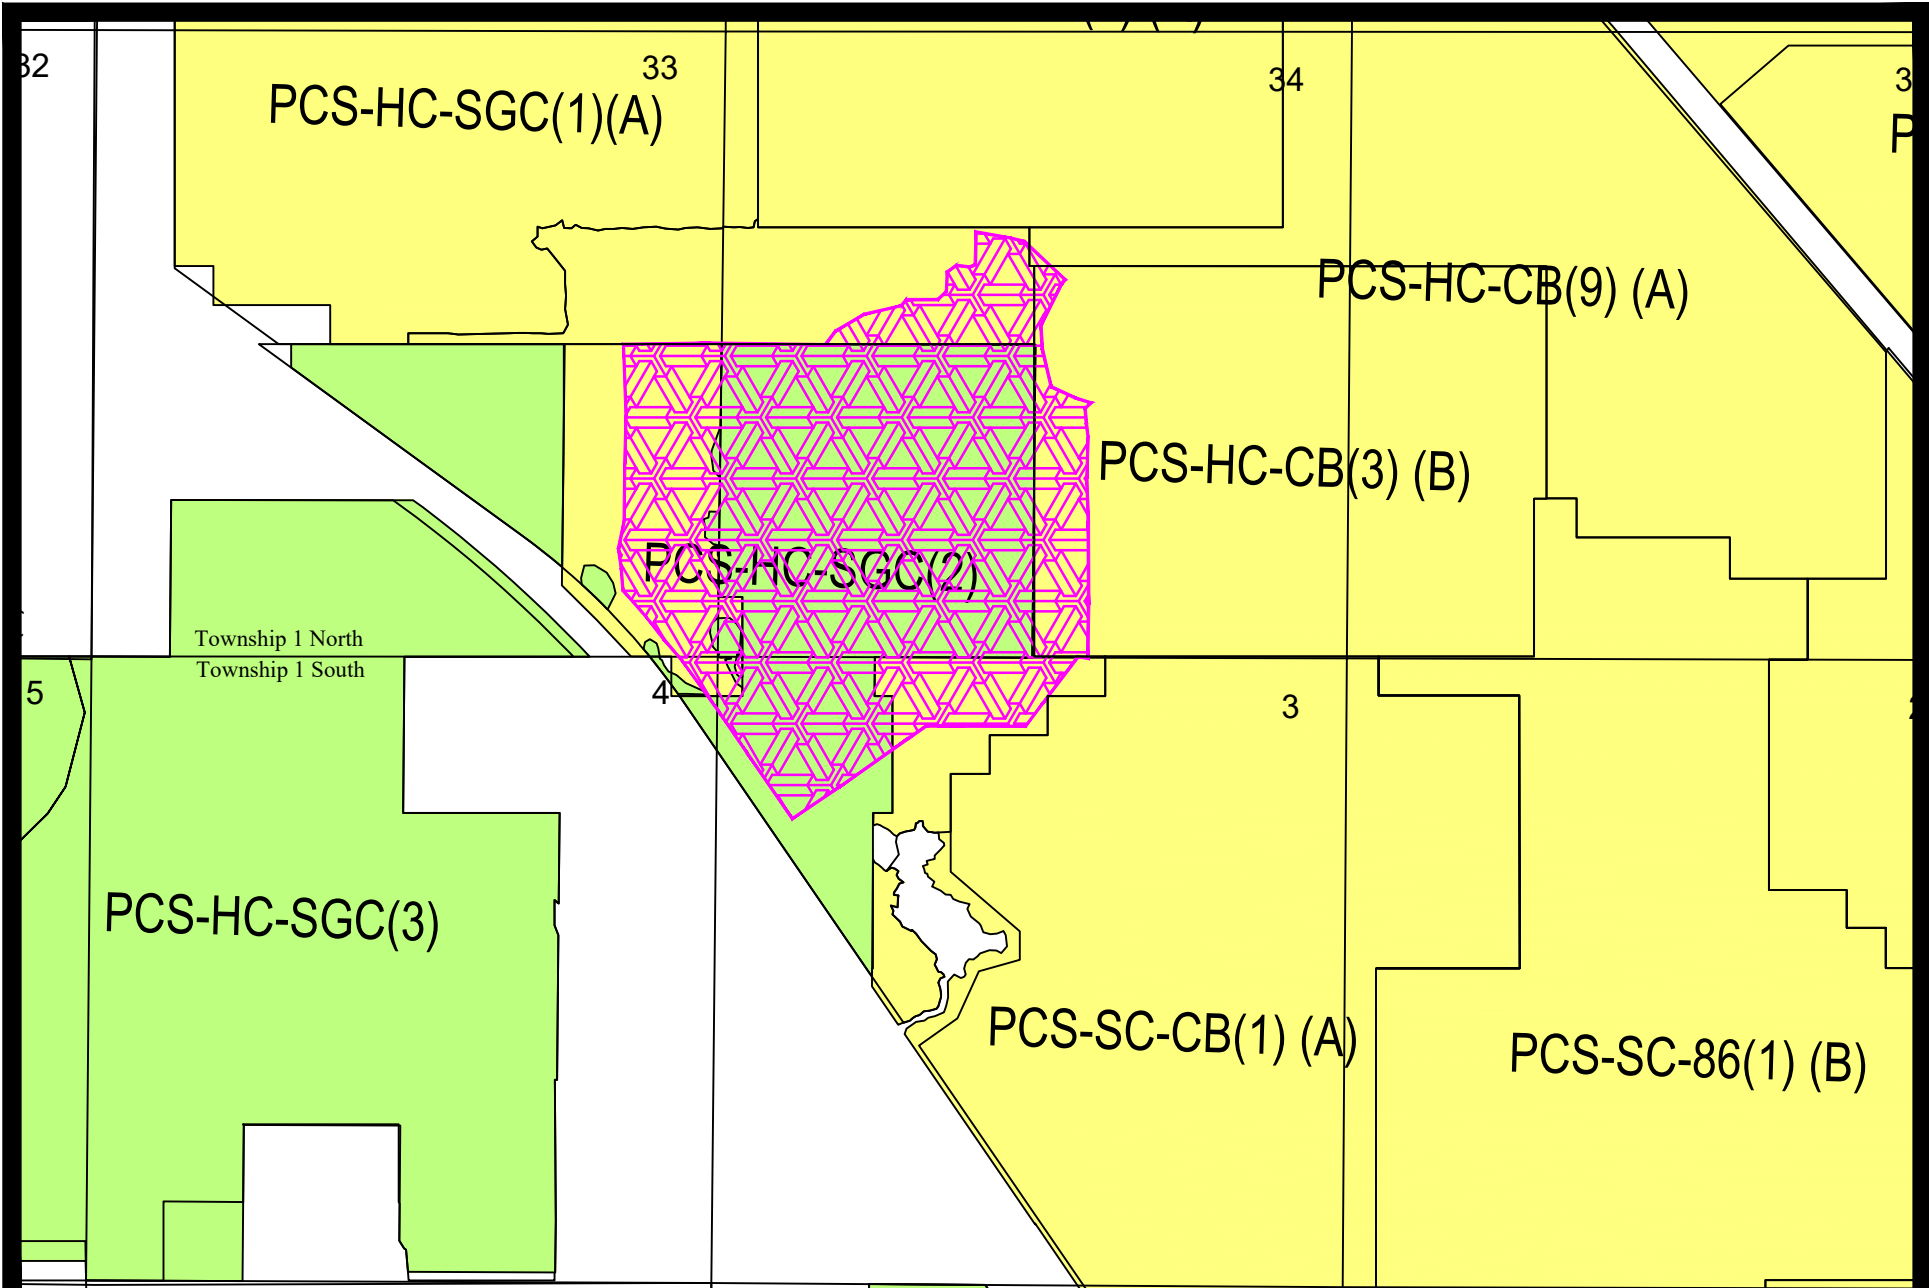 33
34
PCS-HC-SGC(1)(A)
PCS-HC-CB(9) (A)
PCS-HC-CB(3) (B)
PCS-HC-SGC(2)
Township 1 North
Township 1 South
5
4
3
PCS-HC-SGC(3)
PCS-SC-CB(1) (A)
PCS-SC-86(1) (B)